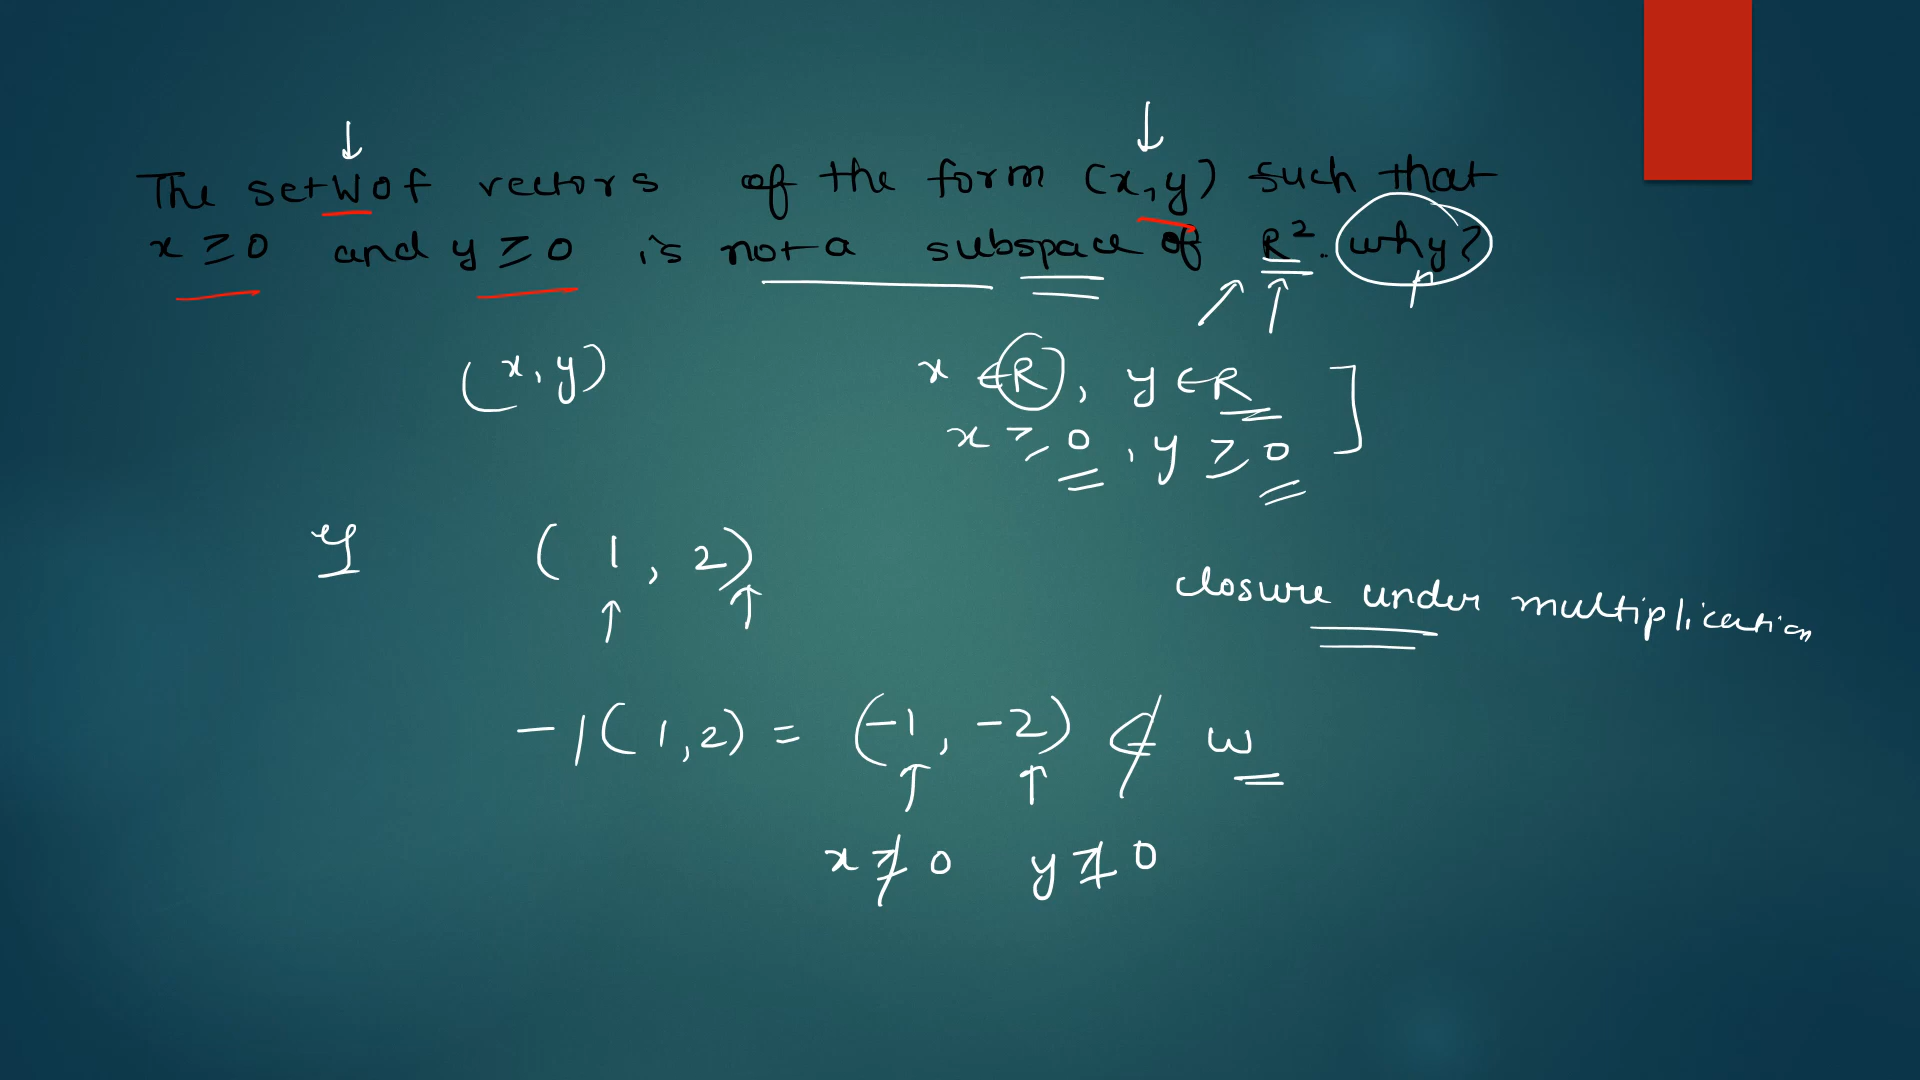 The set W of vectors of the form (x,y) such that
x ≥ 0 and y ≥ 0 is not a subspace of R². why?
(x,y)
x ∈ R, y ∈ R
x ≥ 0, y ≥ 0
(1, 2)
closure under multiplication
-1(1,2) = (-1, -2) ∉ W
x ≱ 0 y ≱ 0